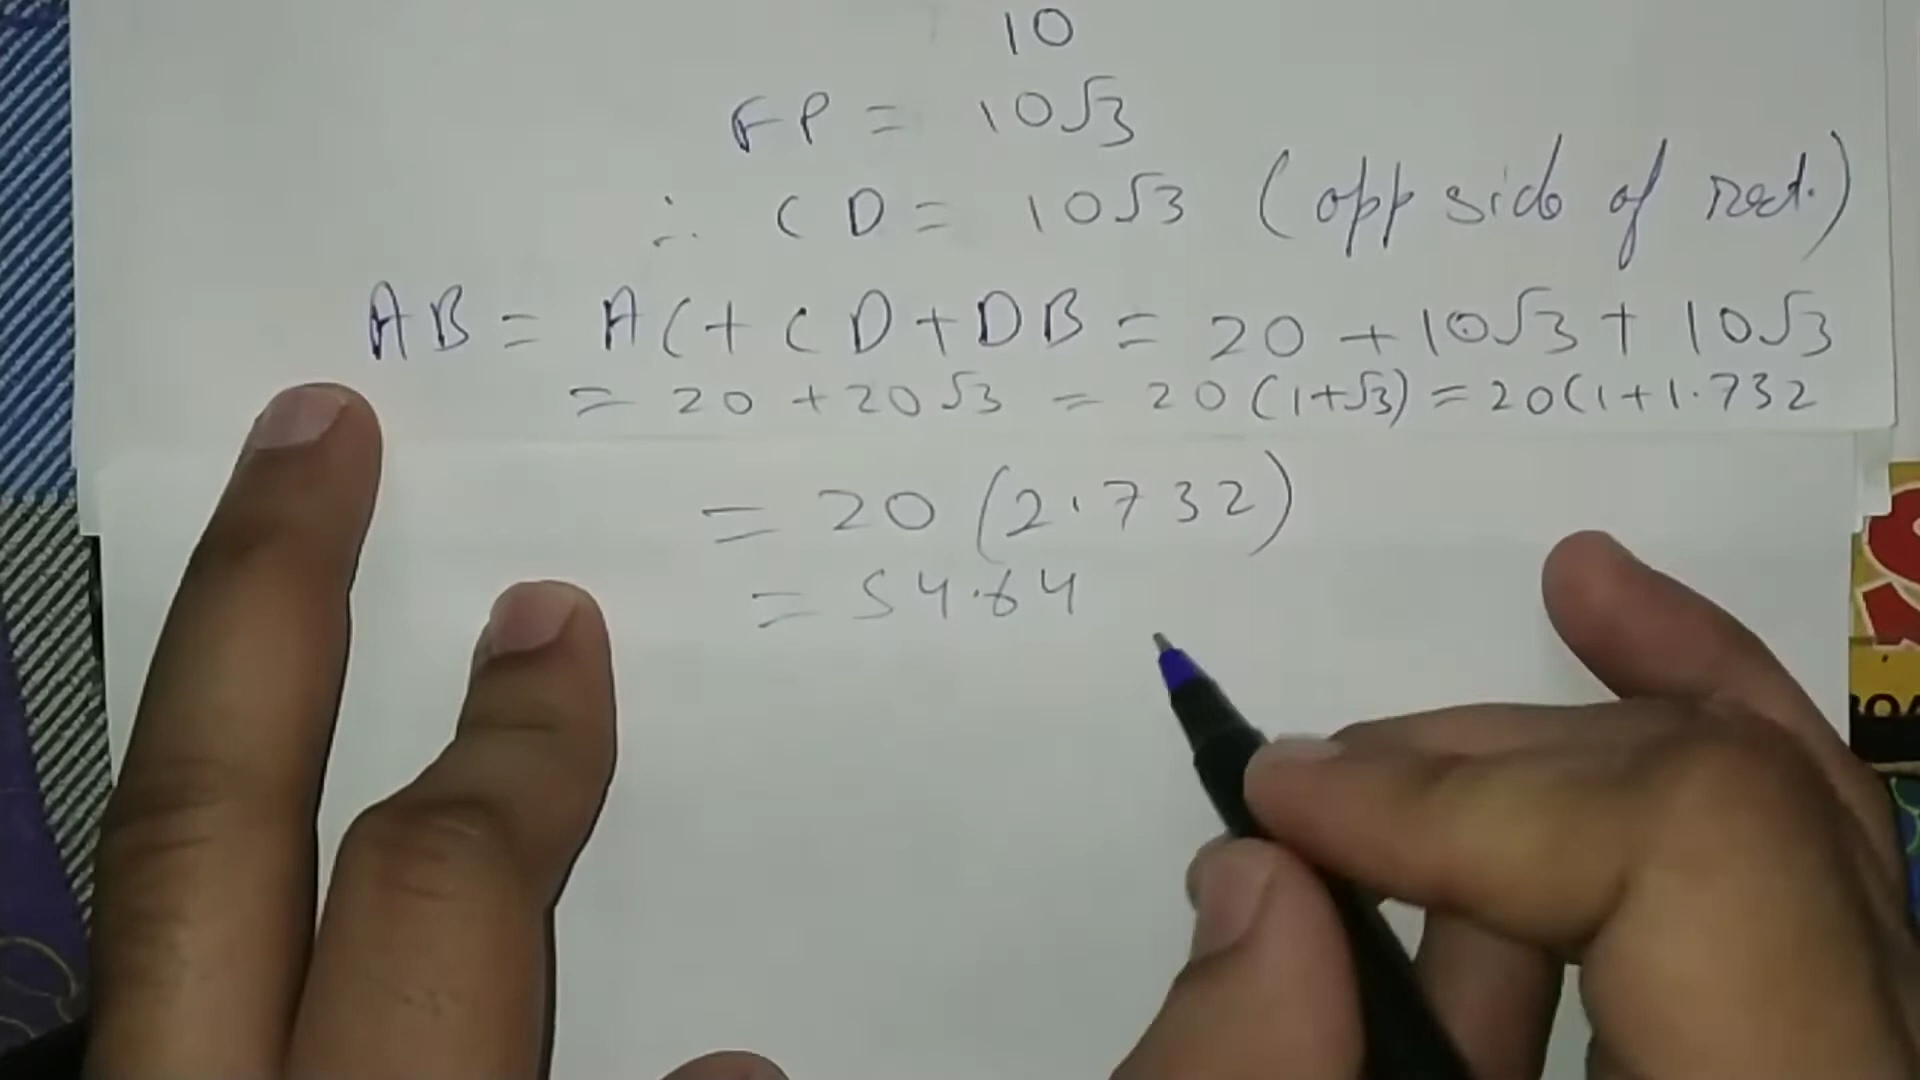 10
FP = 10√3
∴ CD = 10√3 (opp side of rect.)
AB = AC + CD + DB = 20 + 10√3 + 10√3
= 20 + 20√3 = 20(1+√3) = 20(1+1.732
= 20(2.732)
= 54.64